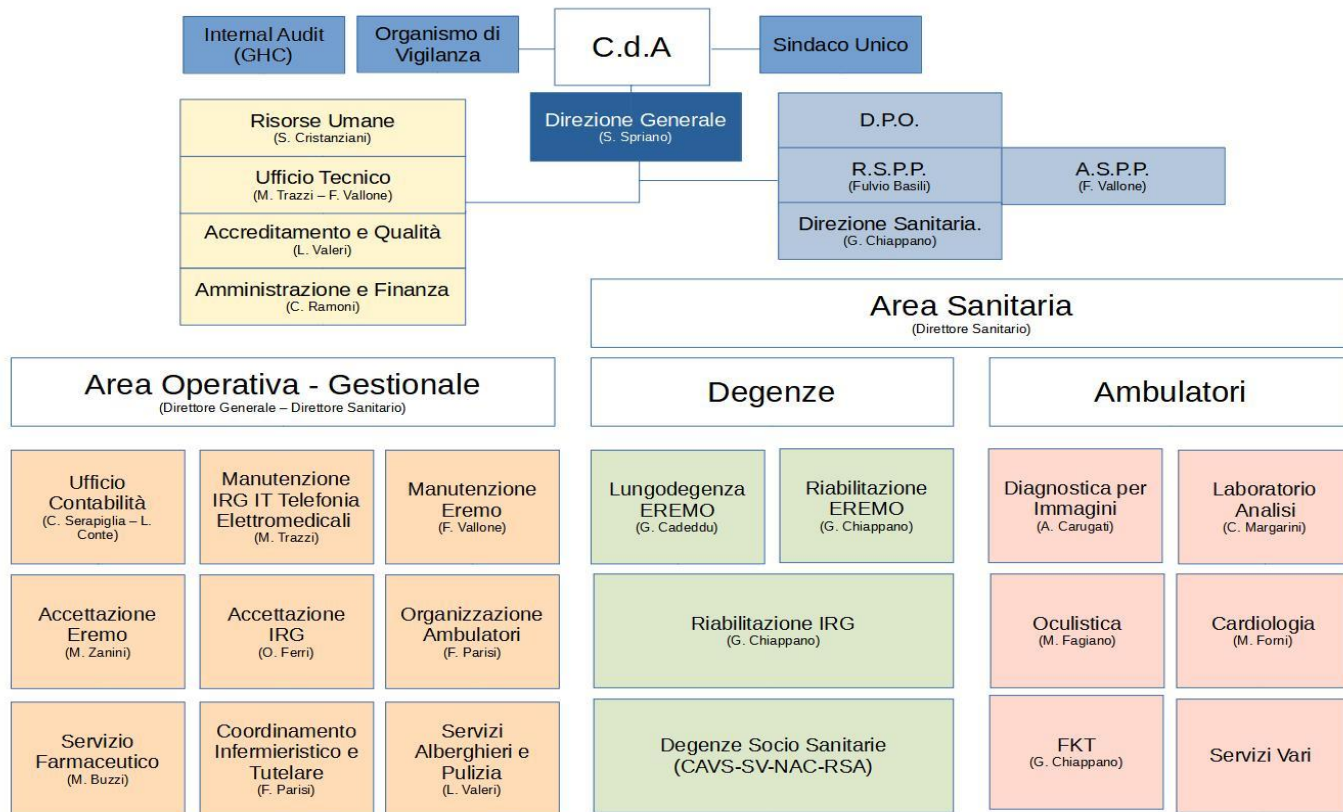 Internal Audit
(GHC)
Organismo di
Vigilanza
C.d.A
Sindaco Unico
Risorse Umane
(S. Cristanziani)
Ufficio Tecnico
(M. Trazzi – F. Vallone)
Accreditamento e Qualità
(L. Valeri)
Amministrazione e Finanza
(C. Ramoni)
Direzione Generale
(S. Spriano)
D.P.O.
R.S.P.P.
(Fulvio Basili)
A.S.P.P.
(F. Vallone)
Direzione Sanitaria.
(G. Chiappano)
Area Sanitaria
(Direttore Sanitario)
Area Operativa - Gestionale
(Direttore Generale – Direttore Sanitario)
Degenze
Ambulatori
Ufficio
Contabilità
(C. Serapiglia – L.
Conte)
Manutenzione
IRG IT Telefonia
Elettromedicali
(M. Trazzi)
Manutenzione
Eremo
(F. Vallone)
Lungodegenza
EREMO
(G. Cadeddu)
Riabilitazione
EREMO
(G. Chiappano)
Diagnostica per
Immagini
(A. Carugati)
Laboratorio
Analisi
(C. Margarini)
Accettazione
Eremo
(M. Zanini)
Accettazione
IRG
(O. Ferri)
Organizzazione
Ambulatori
(F. Parisi)
Riabilitazione IRG
(G. Chiappano)
Oculistica
(M. Fagiano)
Cardiologia
(M. Forni)
Servizio
Farmaceutico
(M. Buzzi)
Coordinamento
Infermieristico e
Tutelare
(F. Parisi)
Servizi
Alberghieri e
Pulizia
(L. Valeri)
Degenze Socio Sanitarie
(CAVS-SV-NAC-RSA)
FKT
(G. Chiappano)
Servizi Vari